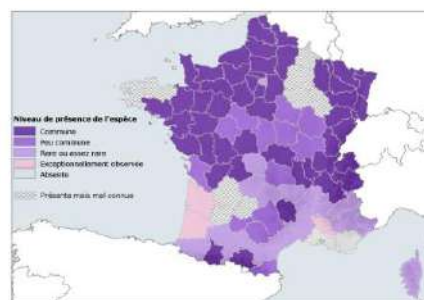 Niveau de présence de l'espèce
Commune
Peu commune
Rare ou assez rare
Exceptionnellement observée
Absente
Présente mais mal connue